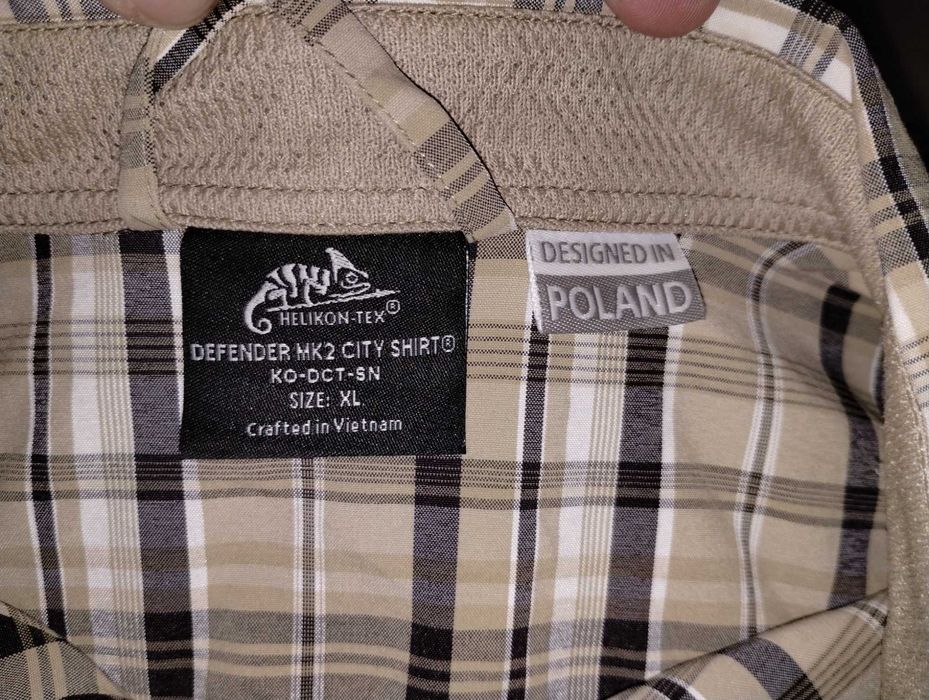 HELIKON-TEX®
DEFENDER MK2 CITY SHIRT®
KO-DCT-SN
SIZE: XL
Crafted in Vietnam
DESIGNED IN
POLAND